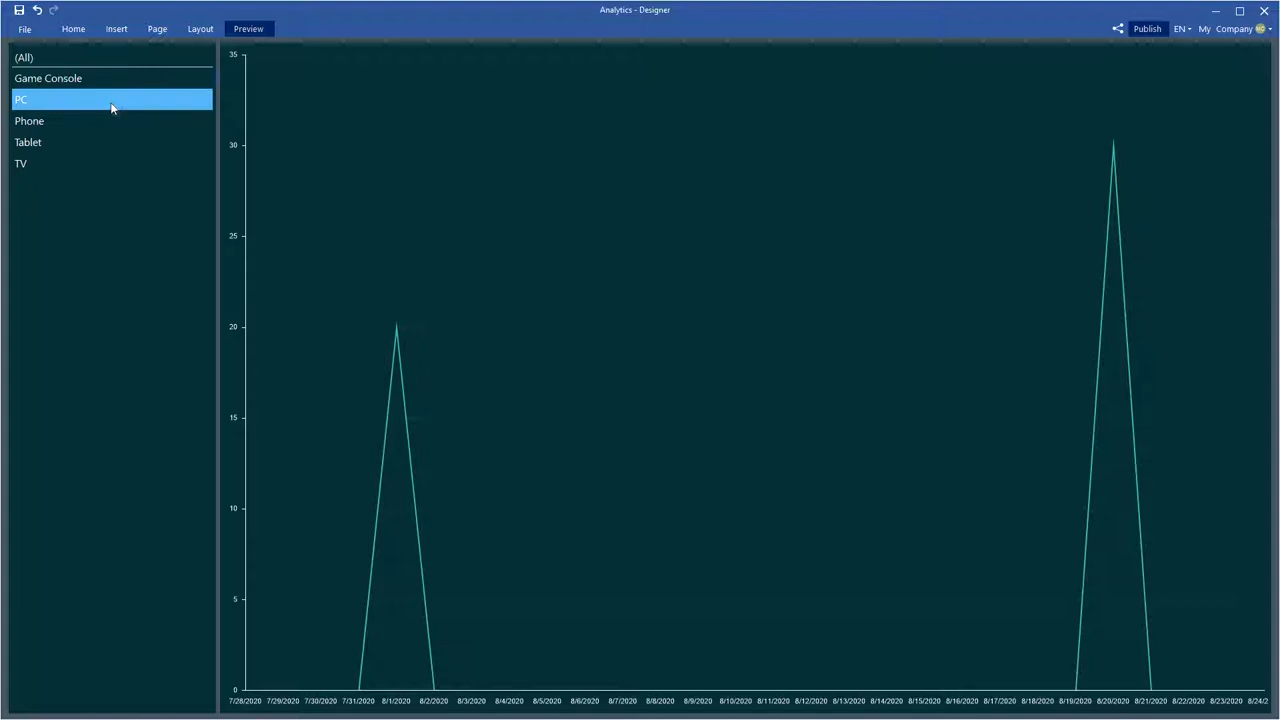 Analytics - Designer
File Home Insert Page Layout Preview Publish EN My Company
(All)
Game Console
PC
Phone
Tablet
TV
35
30
25
20
15
10
5
0
7/28/2020 7/29/2020 7/30/2020 7/31/2020 8/1/2020 8/2/2020 8/3/2020 8/4/2020 8/5/2020 8/6/2020 8/7/2020 8/8/2020 8/9/2020 8/10/2020 8/11/2020 8/12/2020 8/13/2020 8/14/2020 8/15/2020 8/16/2020 8/17/2020 8/18/2020 8/19/2020 8/20/2020 8/21/2020 8/22/2020 8/23/2020 8/24/2